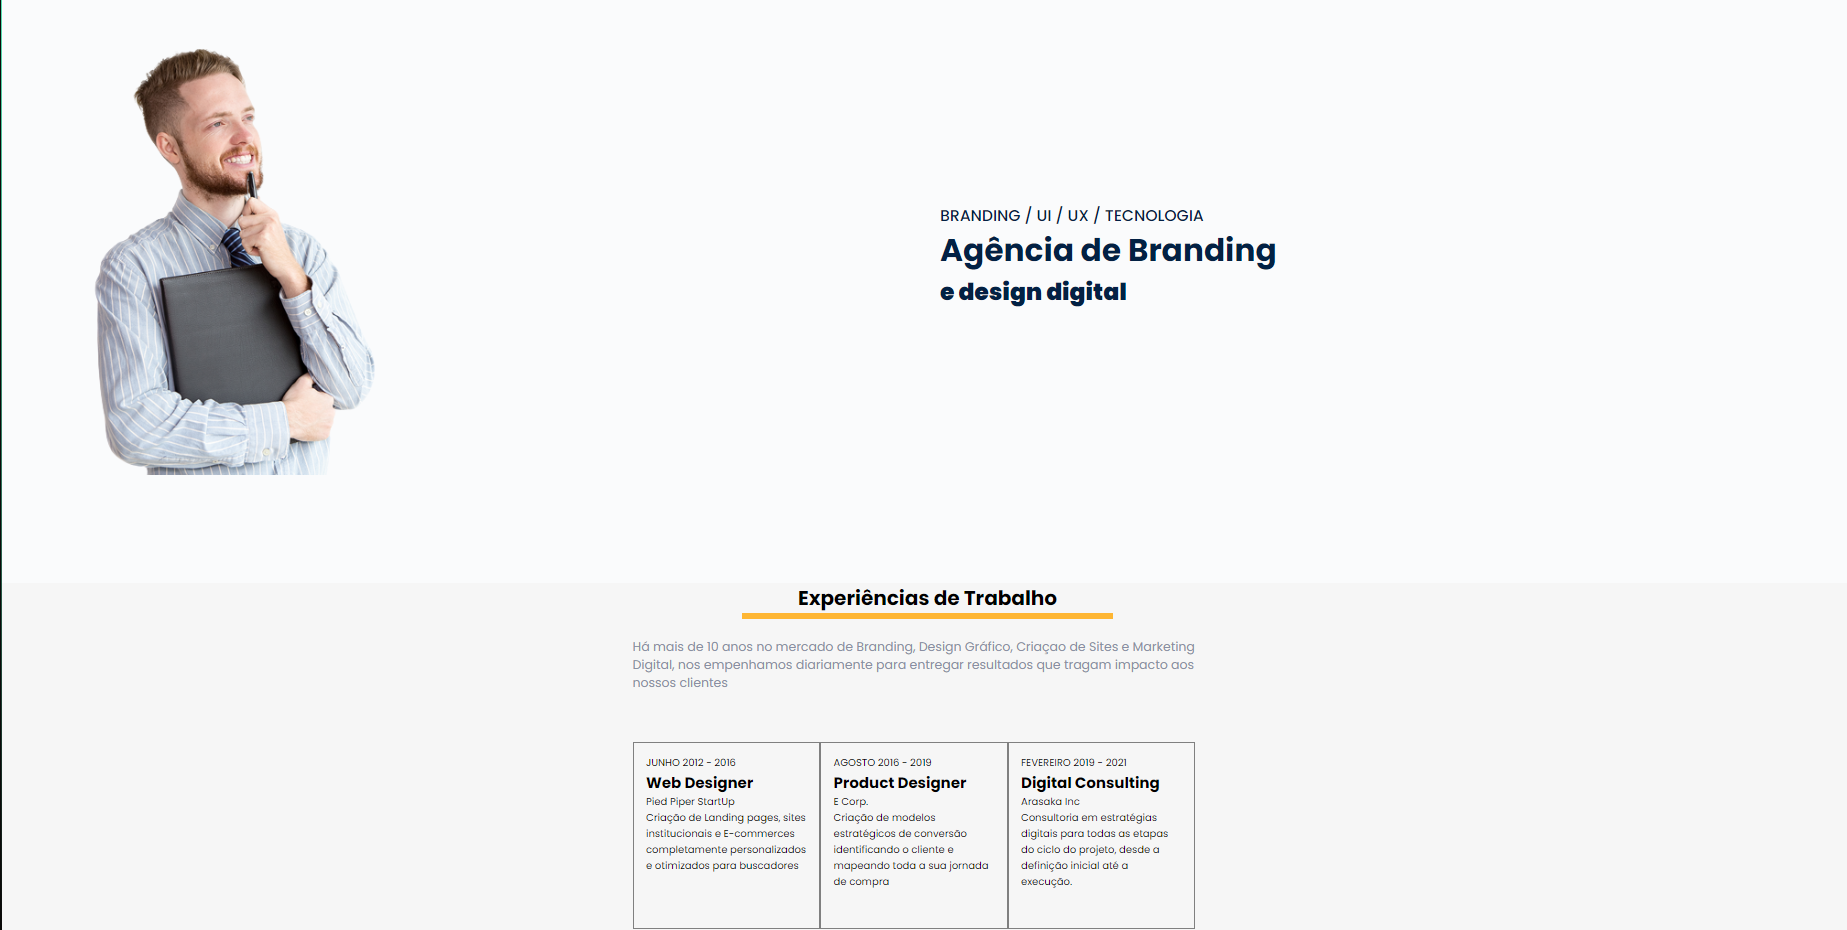 BRANDING / UI / UX / TECNOLOGIA
Agência de Branding
e design digital
Experiências de Trabalho
Há mais de 10 anos no mercado de Branding, Design Gráfico, Criaçao de Sites e Marketing
Digital, nos empenhamos diariamente para entregar resultados que tragam impacto aos
nossos clientes
JUNHO 2012 - 2016
Web Designer
Pied Piper StartUp
Criação de Landing pages, sites
institucionais e E-commerces
completamente personalizados
e otimizados para buscadores
AGOSTO 2016 - 2019
Product Designer
E Corp.
Criação de modelos
estratégicos de conversão
identificando o cliente e
mapeando toda a sua jornada
de compra
FEVEREIRO 2019 - 2021
Digital Consulting
Arasaka Inc
Consultoria em estratégias
digitais para todas as etapas
do ciclo do projeto, desde a
definição inicial até a
execução.